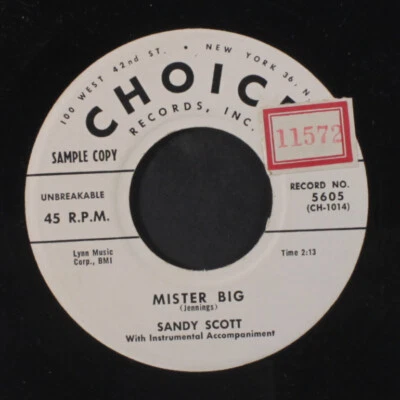 100 WEST 42nd ST. • NEW YORK 36, N.
CHOICE
RECORDS, INC.
11572
SAMPLE COPY
UNBREAKABLE
45 R.P.M.
RECORD NO.
5605
(CH-1014)
Lynn Music
Corp., BMI
Time 2:13
MISTER BIG
(Jennings)
SANDY SCOTT
With Instrumental Accompaniment